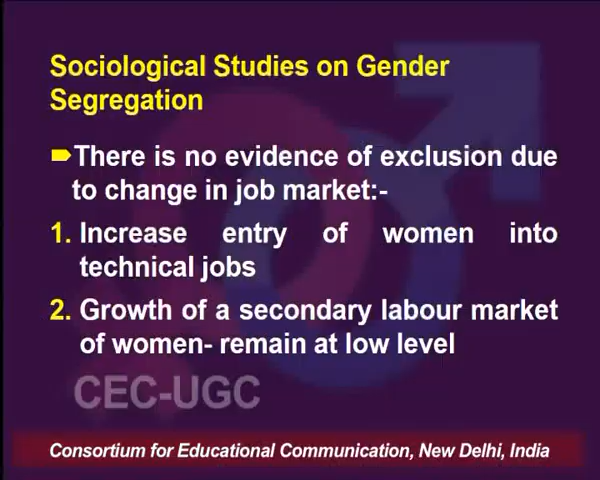 Sociological Studies on Gender
Segregation
There is no evidence of exclusion due
to change in job market:-
1. Increase entry of women into
technical jobs
2. Growth of a secondary labour market
of women- remain at low level
CEC-UGC
Consortium for Educational Communication, New Delhi, India